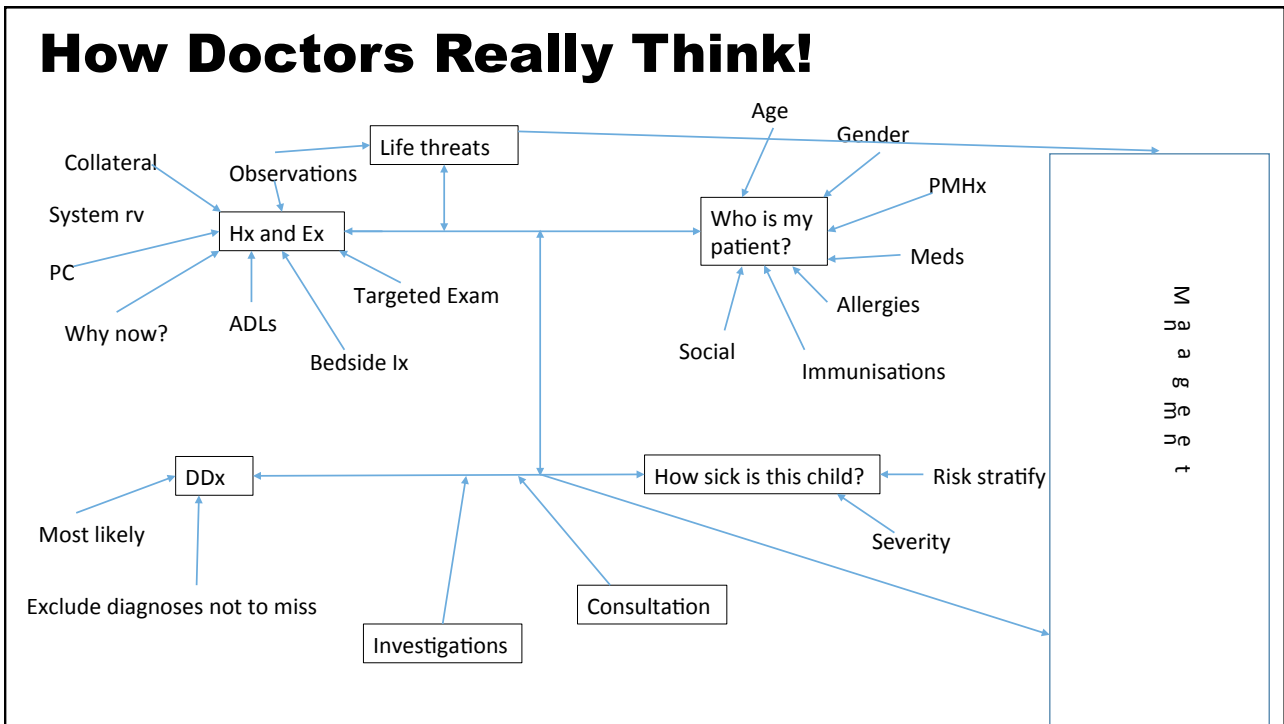 How Doctors Really Think!
Age
Life threats
Gender
Collateral
Observations
PMHx
System rv
Hx and Ex
Who is my
patient?
Meds
PC
Targeted Exam
Allergies
Why now?
ADLs
Social
Bedside Ix
Immunisations
Management
DDx
How sick is this child?
Risk stratify
Most likely
Severity
Exclude diagnoses not to miss
Consultation
Investigations